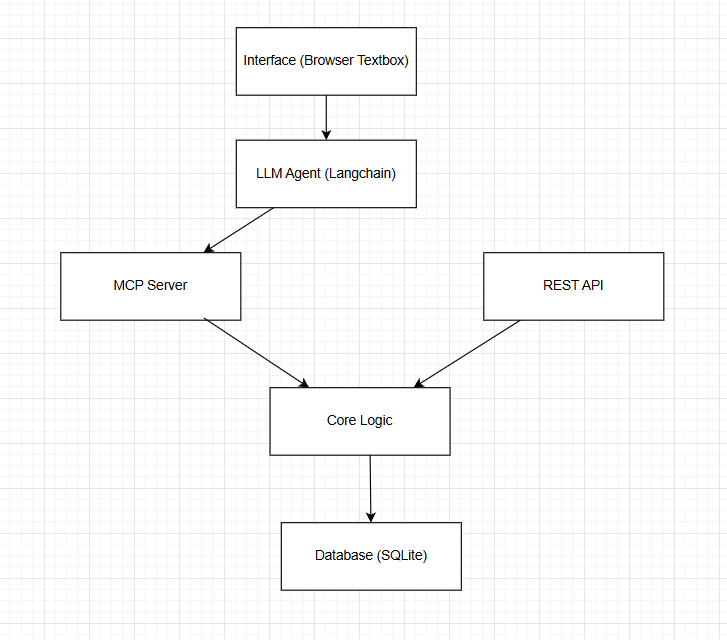 Interface (Browser Textbox)
LLM Agent (Langchain)
MCP Server
REST API
Core Logic
Database (SQLite)